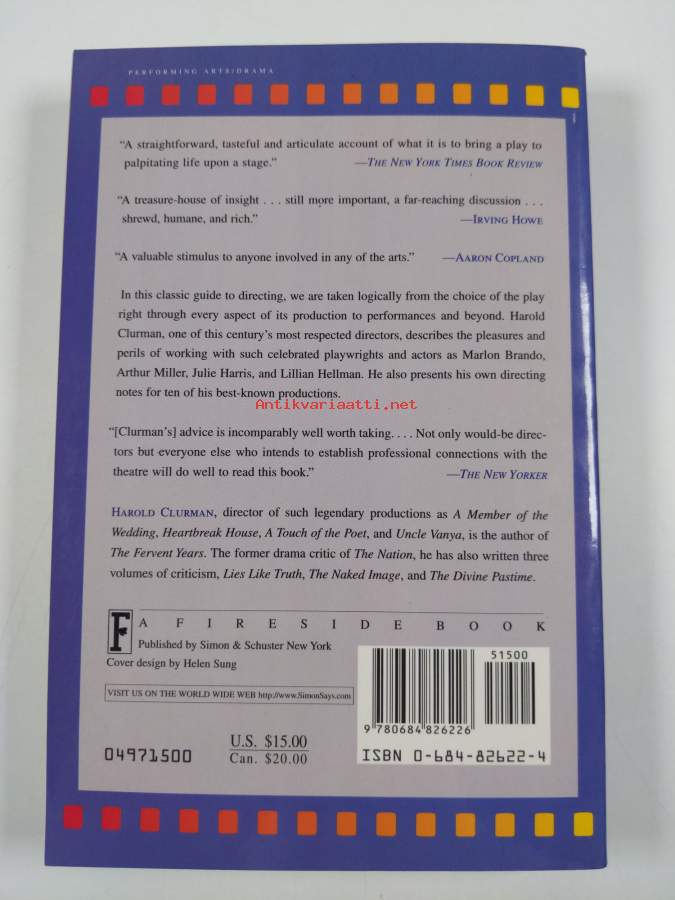 PERFORMING ARTS/DRAMA
“A straightforward, tasteful and articulate account of what it is to bring a play to
palpitating life upon a stage.” —THE NEW YORK TIMES BOOK REVIEW
“A treasure-house of insight . . . still more important, a far-reaching discussion . . .
shrewd, humane, and rich.” —IRVING HOWE
“A valuable stimulus to anyone involved in any of the arts.” —AARON COPLAND
In this classic guide to directing, we are taken logically from the choice of the play
right through every aspect of its production to performances and beyond. Harold
Clurman, one of this century’s most respected directors, describes the pleasures and
perils of working with such celebrated playwrights and actors as Marlon Brando,
Arthur Miller, Julie Harris, and Lillian Hellman. He also presents his own directing
notes for ten of his best-known productions.
Antikvariaatti.net
“[Clurman’s] advice is incomparably well worth taking. . . . Not only would-be direc-
tors but everyone else who intends to establish professional connections with the
theatre will do well to read this book.” —THE NEW YORKER
HAROLD CLURMAN, director of such legendary productions as A Member of the
Wedding, Heartbreak House, A Touch of the Poet, and Uncle Vanya, is the author of
The Fervent Years. The former drama critic of The Nation, he has also written three
volumes of criticism, Lies Like Truth, The Naked Image, and The Divine Pastime.
F A FIRESIDE BOOK
Published by Simon & Schuster New York
Cover design by Helen Sung
VISIT US ON THE WORLD WIDE WEB http://www.SimonSays.com
51500
9 780684 826226
ISBN 0-684-82622-4
04971500
U.S. $15.00
Can. $20.00